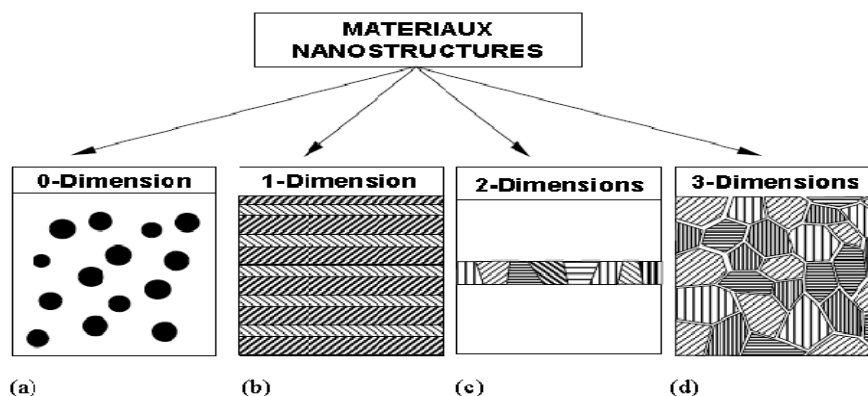 MATERIAUX
NANOSTRUCTURES
0-Dimension
1-Dimension
2-Dimensions
3-Dimensions
(a)
(b)
(c)
(d)